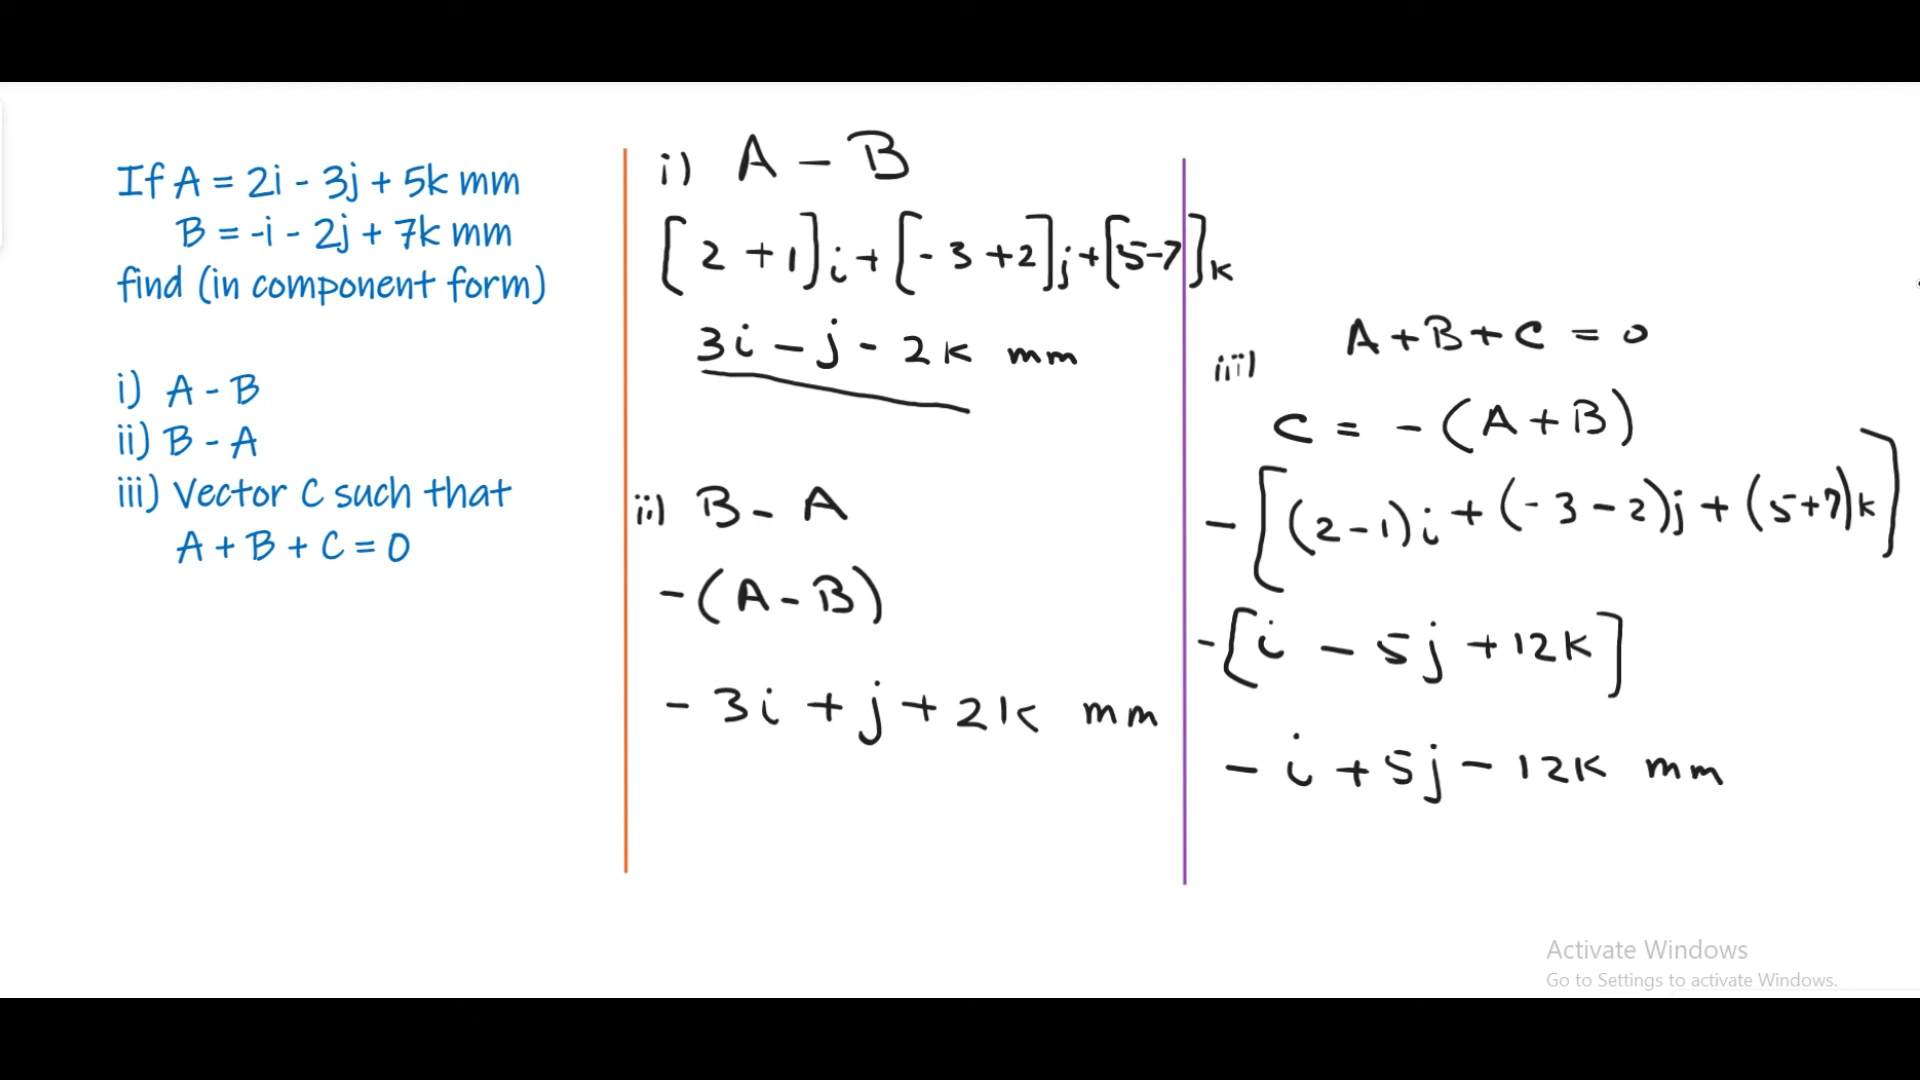 If A = 2i - 3j + 5k mm
B = -i - 2j + 7k mm
find (in component form)
i) A - B
ii) B - A
iii) Vector C such that
A + B + C = 0
i) A - B
[2 + 1]i + [-3 + 2]j + [5-7]k
3i - j - 2k mm
ii) B - A
-(A - B)
- 3i + j + 2k mm
iii) A + B + C = 0
C = - (A + B)
- [(2 - 1)i + (-3 - 2)j + (5+7)k]
- [i - 5j + 12k]
- i + 5j - 12k mm
Activate Windows
Go to Settings to activate Windows.